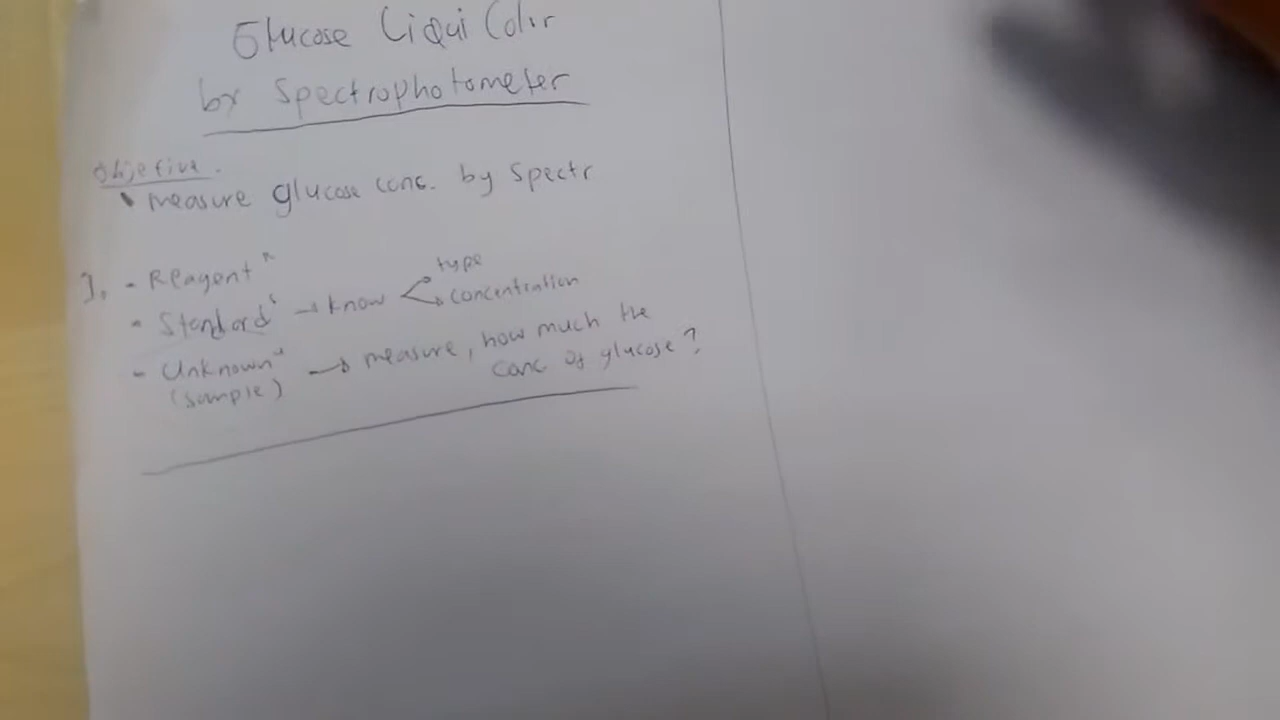 Glucose Liqui Color
by Spectrophotometer
Objetive.
measure glucose conc. by Spectr
I. - Reagent R
- Standard S → know < type
concentration
- Unknown u → measure, how much the
(sample) conc of glucose?